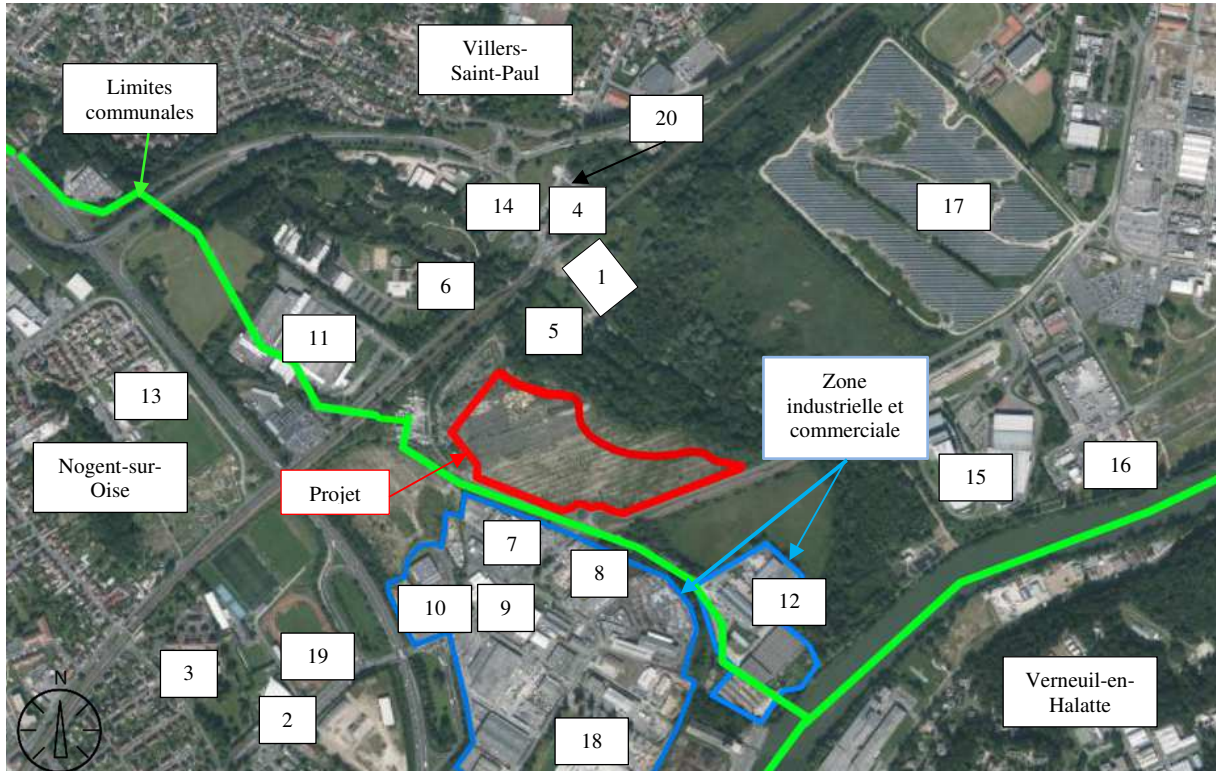 Villers-
Saint-Paul
Limites
communales
20
14
4
17
1
6
5
11
Zone
industrielle et
commerciale
13
Nogent-sur-
Oise
15
16
Projet
7
8
12
10
9
19
3
Verneuil-en-
Halatte
2
18
N